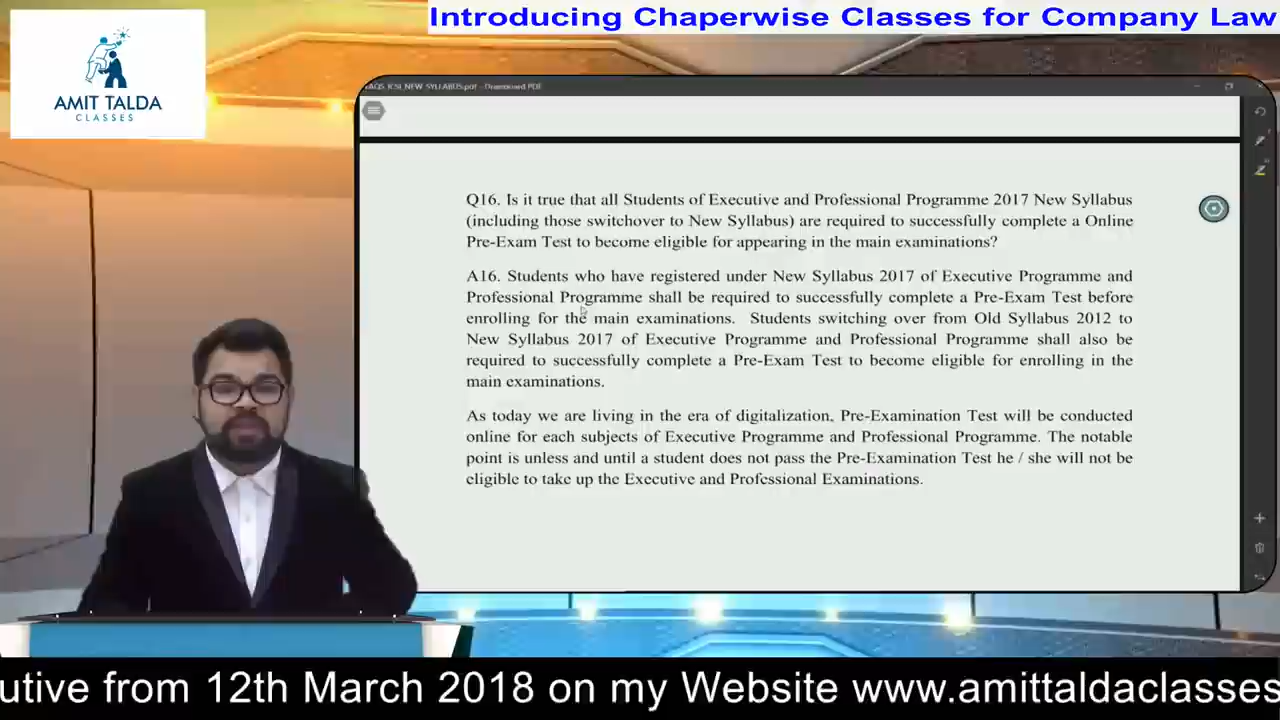 Introducing Chaperwise Classes for Company Law
AMIT TALDA
CLASSES
FAQS_ICSI_NEW SYLLABUS.pdf - Drawboard PDF
Q16. Is it true that all Students of Executive and Professional Programme 2017 New Syllabus
(including those switchover to New Syllabus) are required to successfully complete a Online
Pre-Exam Test to become eligible for appearing in the main examinations?
A16. Students who have registered under New Syllabus 2017 of Executive Programme and
Professional Programme shall be required to successfully complete a Pre-Exam Test before
enrolling for the main examinations. Students switching over from Old Syllabus 2012 to
New Syllabus 2017 of Executive Programme and Professional Programme shall also be
required to successfully complete a Pre-Exam Test to become eligible for enrolling in the
main examinations.
As today we are living in the era of digitalization, Pre-Examination Test will be conducted
online for each subjects of Executive Programme and Professional Programme. The notable
point is unless and until a student does not pass the Pre-Examination Test he / she will not be
eligible to take up the Executive and Professional Examinations.
utive from 12th March 2018 on my Website www.amittaldaclasses